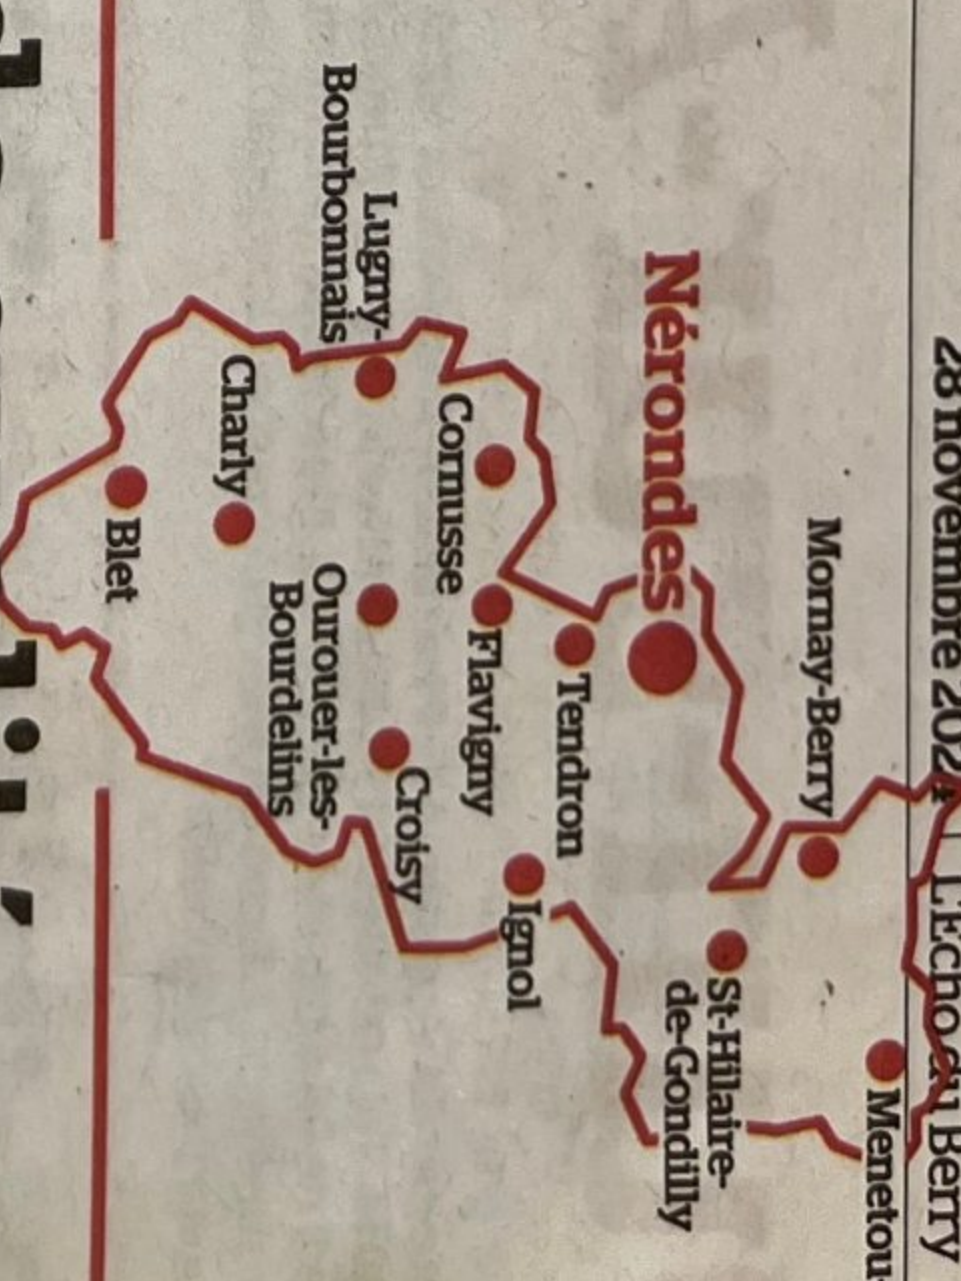 28 novembre 2024 | L'Echo du Berry
Menetou
Mornay-Berry
St-Hilaire-
de-Gondilly
Nérondes
Tendron
Ignol
Flavigny
Cornusse
Croisy
Lugny-
Bourbonnais
Ourouer-les-
Bourdelins
Charly
Blet